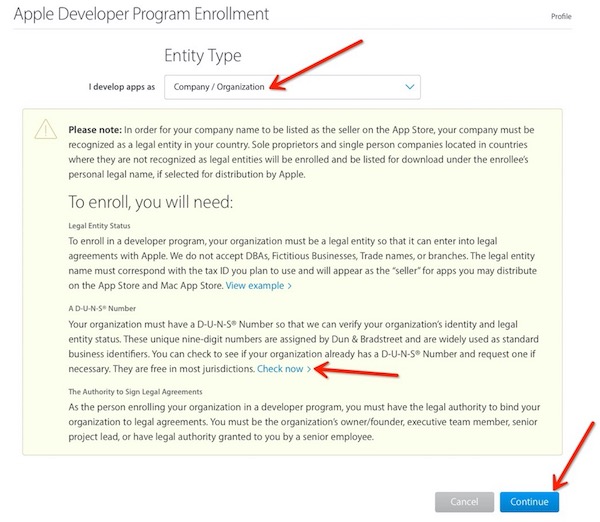 Apple Developer Program Enrollment
Profile
Entity Type
I develop apps as
Company / Organization
Please note: In order for your company name to be listed as the seller on the App Store, your company must be
recognized as a legal entity in your country. Sole proprietors and single person companies located in countries
where they are not recognized as legal entities will be enrolled and be listed for download under the enrollee's
personal legal name, if selected for distribution by Apple.
To enroll, you will need:
Legal Entity Status
To enroll in a developer program, your organization must be a legal entity so that it can enter into legal
agreements with Apple. We do not accept DBAs, Fictitious Businesses, Trade names, or branches. The legal entity
name must correspond with the tax ID you plan to use and will appear as the “seller” for apps you may distribute
on the App Store and Mac App Store. View example >
A D-U-N-S® Number
Your organization must have a D-U-N-S® Number so that we can verify your organization's identity and legal
entity status. These unique nine-digit numbers are assigned by Dun & Bradstreet and are widely used as standard
business identifiers. You can check to see if your organization already has a D-U-N-S® Number and request one if
necessary. They are free in most jurisdictions. Check now >
The Authority to Sign Legal Agreements
As the person enrolling your organization in a developer program, you must have the legal authority to bind your
organization to legal agreements. You must be the organization's owner/founder, executive team member, senior
project lead, or have legal authority granted to you by a senior employee.
Cancel
Continue